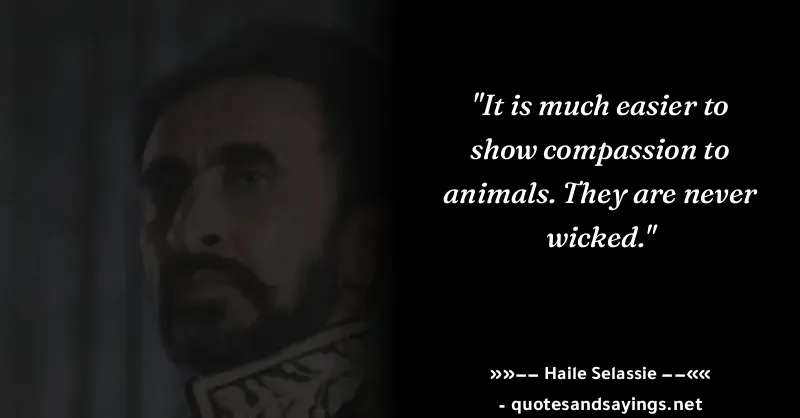 "It is much easier to
show compassion to
animals. They are never
wicked."
»»–– Haile Selassie ––««
- quotesandsayings.net